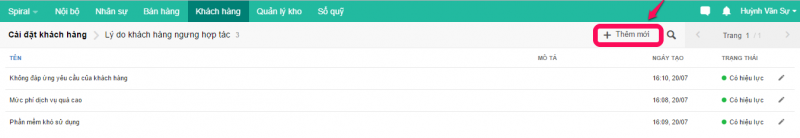 Spiral Nội bộ Nhân sự Bán hàng Khách hàng Quản lý kho Sổ quỹ Huỳnh Văn Sự
Cài đặt khách hàng > Lý do khách hàng ngưng hợp tác 3 + Thêm mới Trang 1 / 1
TÊN MÔ TẢ NGÀY TẠO TRẠNG THÁI
Không đáp ứng yêu cầu của khách hàng 16:10, 20/07 Có hiệu lực
Mức phí dịch vụ quá cao 16:08, 20/07 Có hiệu lực
Phần mềm khó sử dụng 16:09, 20/07 Có hiệu lực